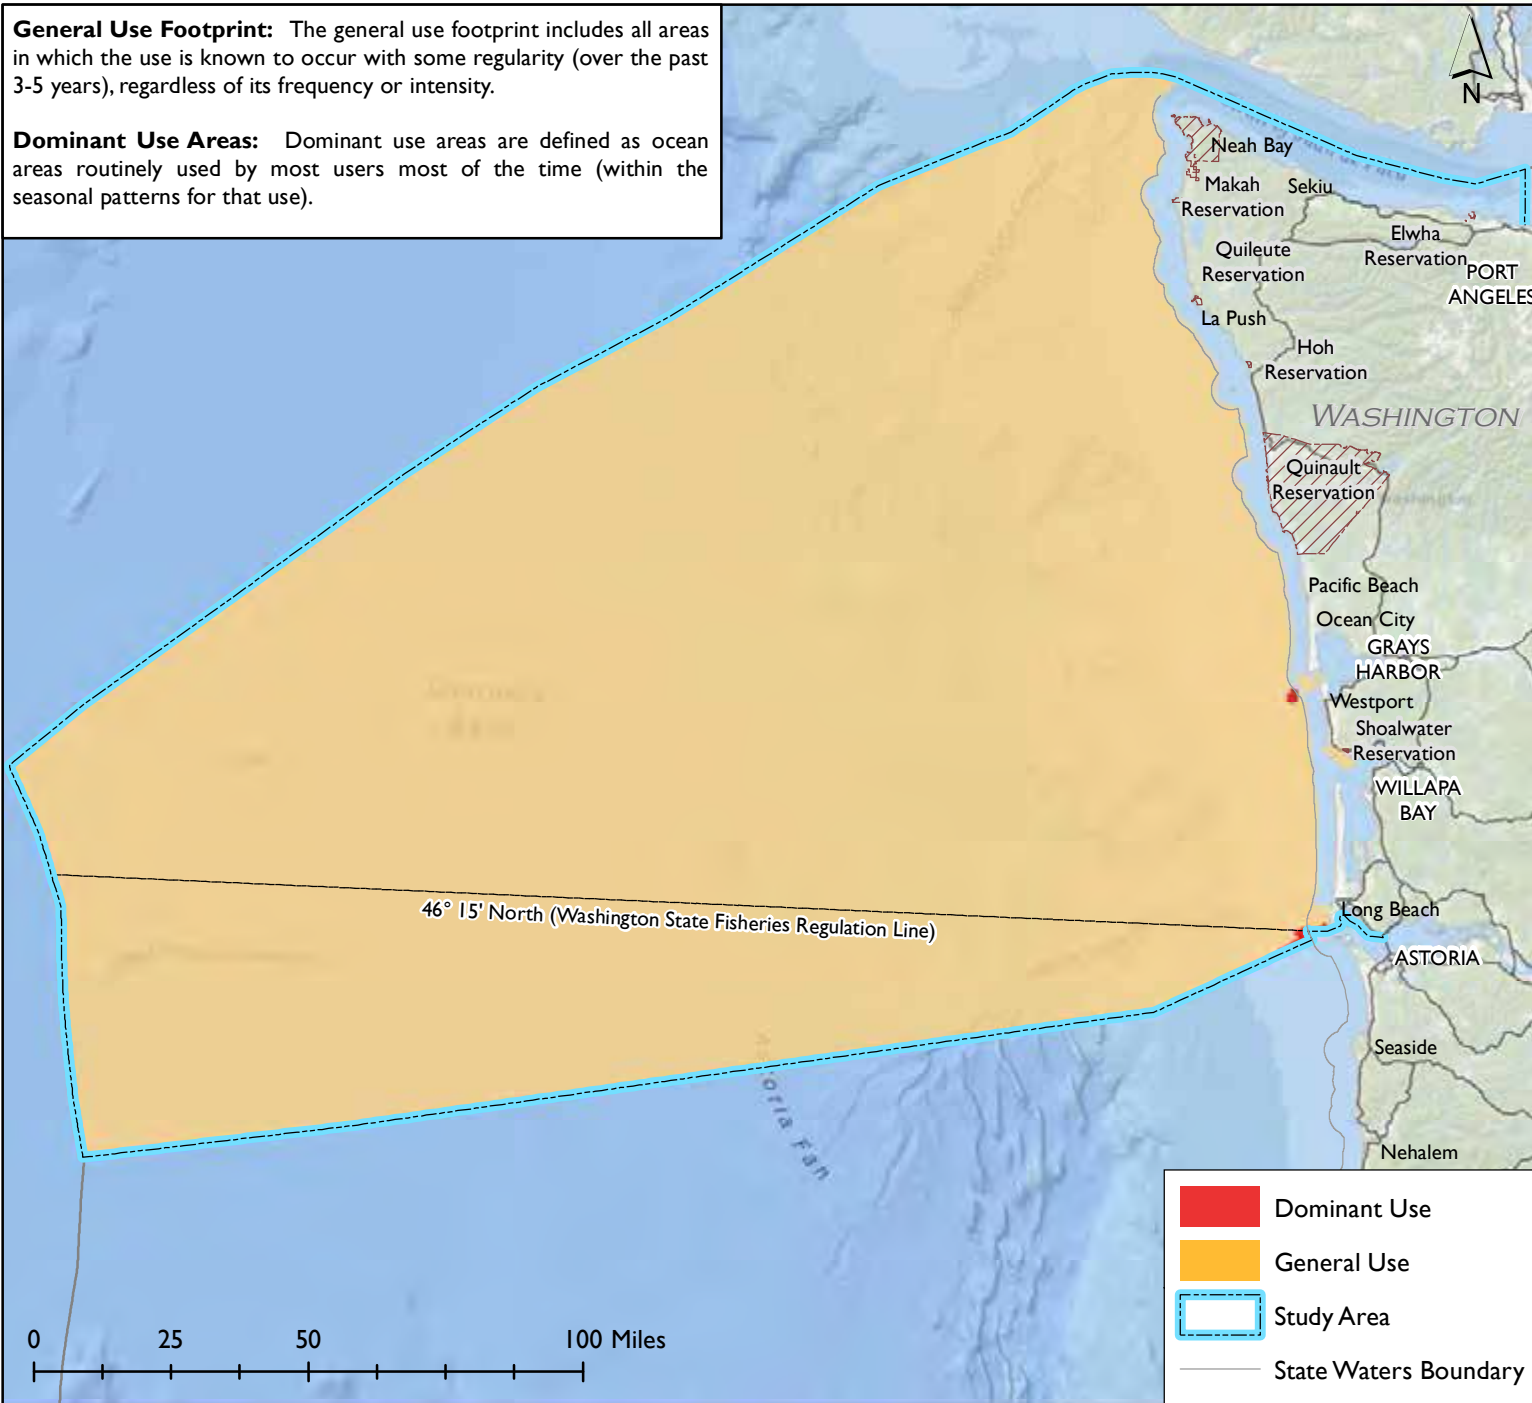 General Use Footprint: The general use footprint includes all areas
in which the use is known to occur with some regularity (over the past
3-5 years), regardless of its frequency or intensity.
Dominant Use Areas: Dominant use areas are defined as ocean
areas routinely used by most users most of the time (within the
seasonal patterns for that use).
N
Neah Bay
Makah
Reservation
Sekiu
Elwha
Reservation
PORT
ANGELES
Quileute
Reservation
La Push
Hoh
Reservation
WASHINGTON
Quinault
Reservation
Washington
Pacific Beach
Ocean City
GRAYS
HARBOR
Westport
Shoalwater
Reservation
WILLAPA
BAY
46° 15' North (Washington State Fisheries Regulation Line)
Long Beach
ASTORIA
Astoria Fan
Seaside
Nehalem
Dominant Use
General Use
Study Area
State Waters Boundary
0 25 50 100 Miles